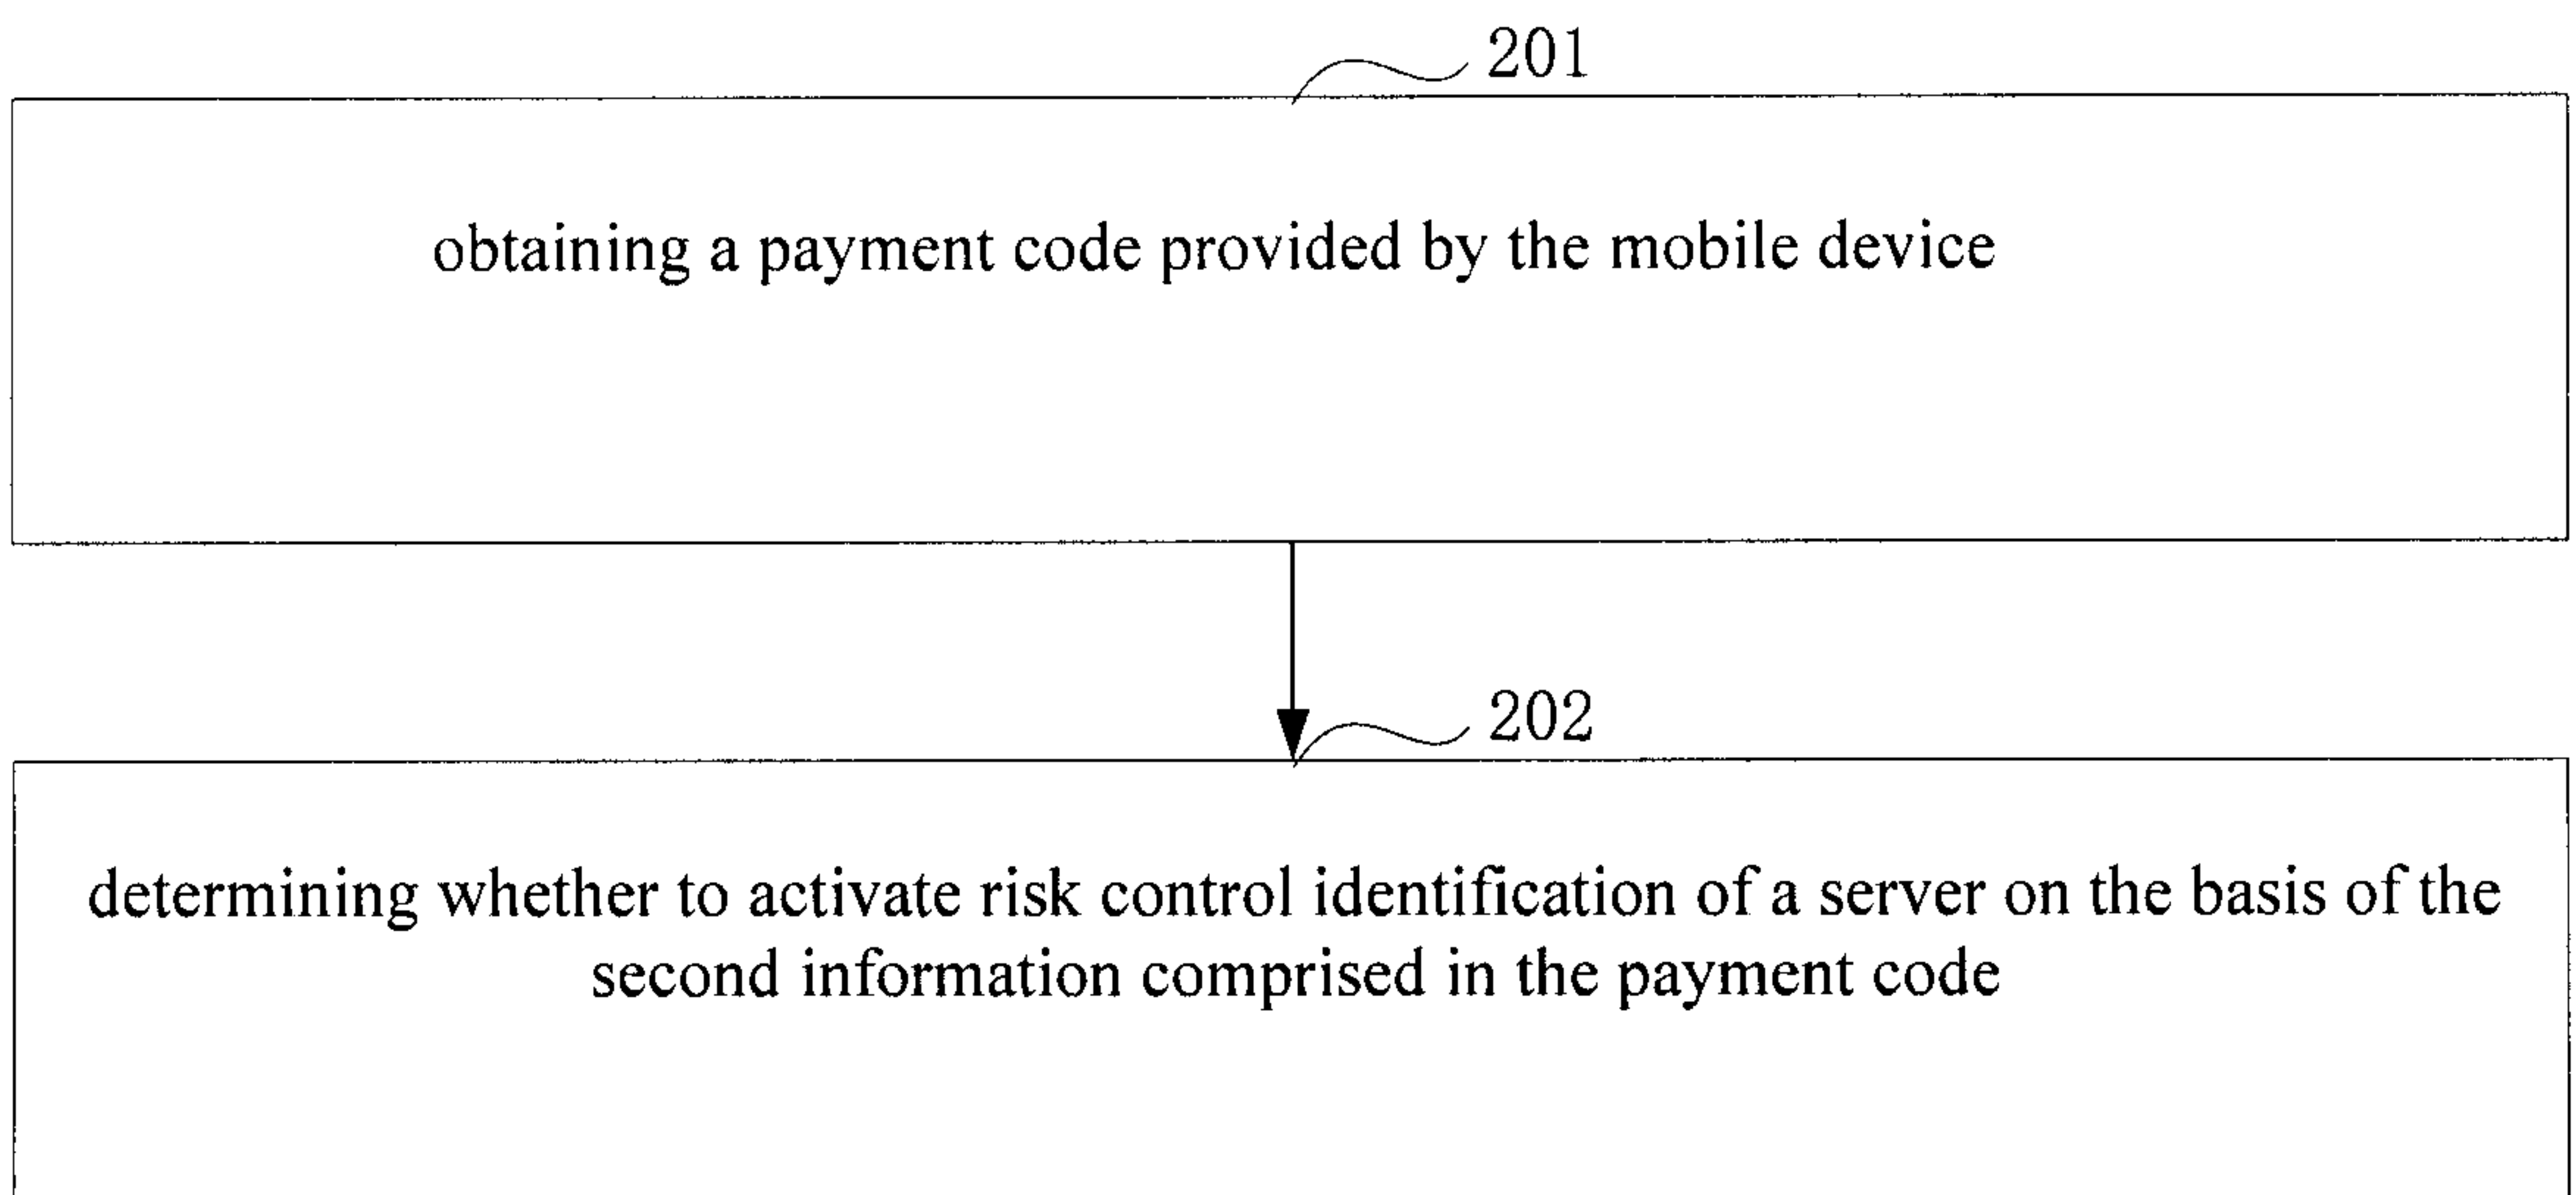 201
obtaining a payment code provided by the mobile device
202
determining whether to activate risk control identification of a server on the basis of the
second information comprised in the payment code